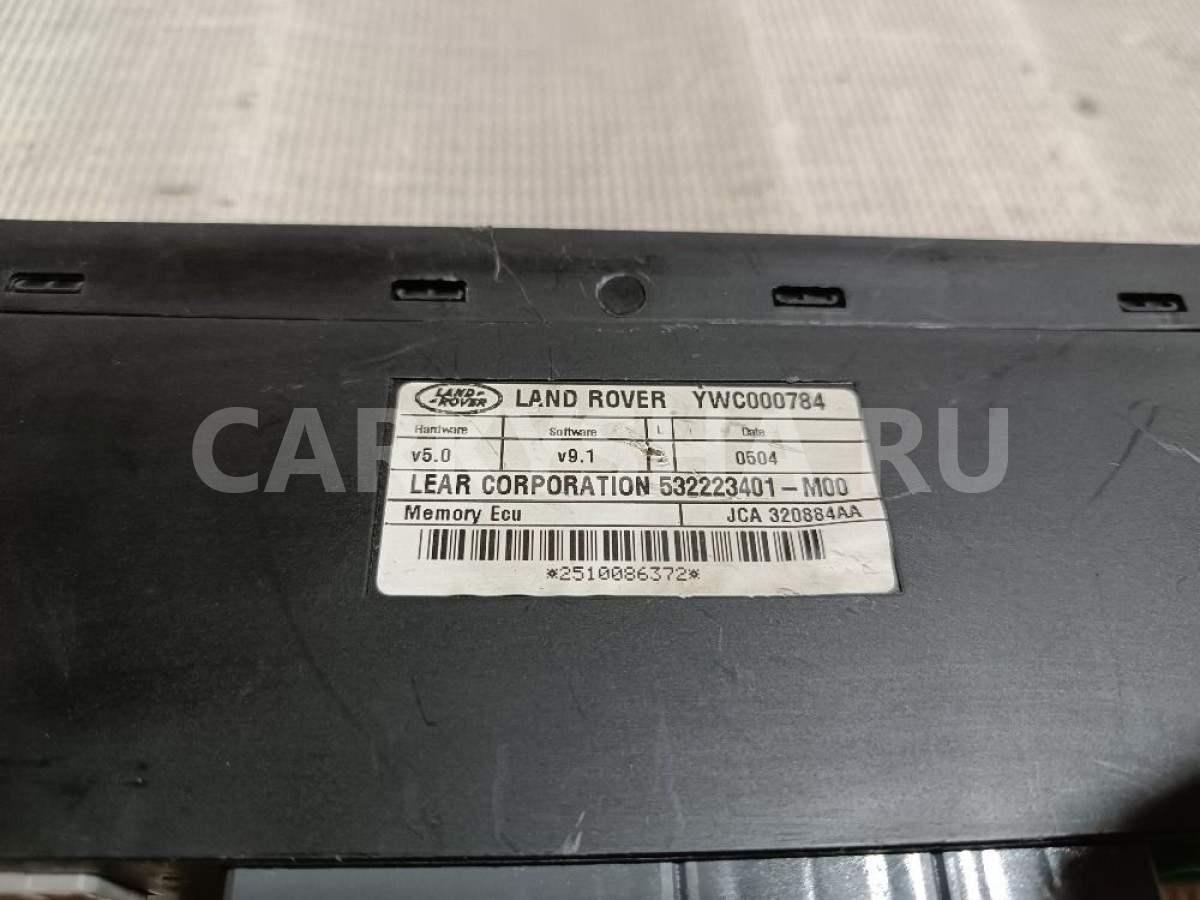 LAND-
-ROVER
LAND ROVER YWC000784
Hardware Software L Date
v5.0 v9.1 0504
LEAR CORPORATION 532223401-M00
Memory Ecu JCA 320884AA
*2510086372*
CARKUSHA.RU